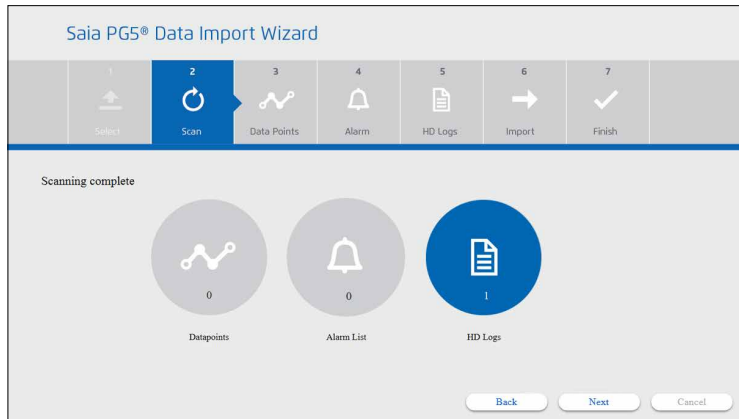 Saia PG5® Data Import Wizard
1 2 3 4 5 6 7
Select Scan Data Points Alarm HD Logs Import Finish
Scanning complete
0 0 1
Datapoints Alarm List HD Logs
Back Next Cancel